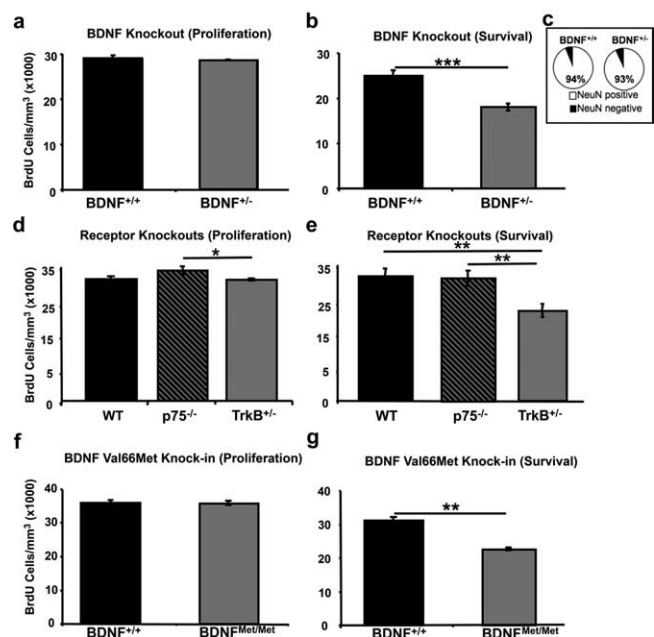 a
BDNF Knockout (Proliferation)
BrdU Cells/mm³ (x1000)
30
20
10
0
BDNF+/+
BDNF+/-
b
BDNF Knockout (Survival)
***
30
20
10
0
BDNF+/+
BDNF+/-
c
BDNF+/+
BDNF+/-
94%
93%
NeuN positive
NeuN negative
d
Receptor Knockouts (Proliferation)
*
BrdU Cells/mm³ (x1000)
35
25
15
5
0
WT
p75-/-
TrkB+/-
e
Receptor Knockouts (Survival)
**
**
35
25
15
5
0
WT
p75-/-
TrkB+/-
f
BDNF Val66Met Knock-in (Proliferation)
BrdU Cells/mm³ (x1000)
40
30
20
10
0
BDNF+/+
BDNFMet/Met
g
BDNF Val66Met Knock-in (Survival)
**
40
30
20
10
0
BDNF+/+
BDNFMet/Met